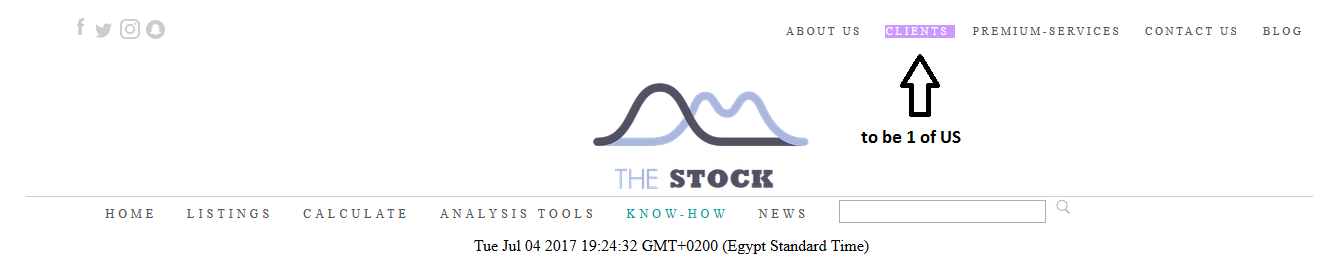 ABOUT US CLIENTS PREMIUM-SERVICES CONTACT US BLOG
to be 1 of US
THE STOCK
HOME LISTINGS CALCULATE ANALYSIS TOOLS KNOW-HOW NEWS
Tue Jul 04 2017 19:24:32 GMT+0200 (Egypt Standard Time)